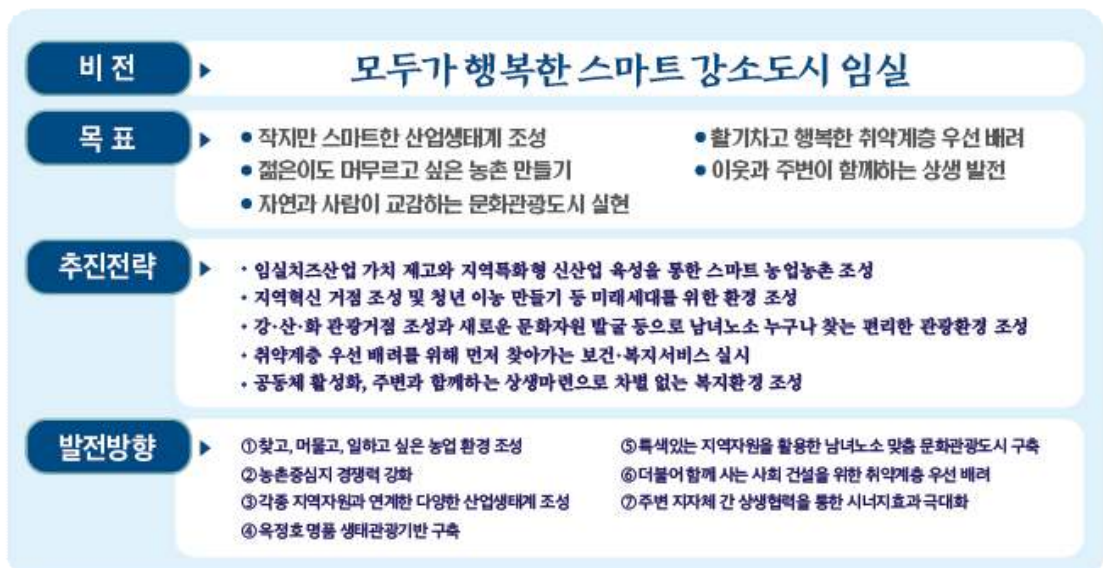 비 전
모두가 행복한 스마트 강소도시 임실
목 표
● 작지만 스마트한 산업생태계 조성
● 젊은이도 머무르고 싶은 농촌 만들기
● 자연과 사람이 교감하는 문화관광도시 실현
● 활기차고 행복한 취약계층 우선 배려
● 이웃과 주변이 함께하는 상생 발전
추진전략
· 임실치즈산업 가치 제고와 지역특화형 신산업 육성을 통한 스마트 농업농촌 조성
· 지역혁신 거점 조성 및 청년 이농 만들기 등 미래세대를 위한 환경 조성
· 강·산·화 관광거점 조성과 새로운 문화자원 발굴 등으로 남녀노소 누구나 찾는 편리한 관광환경 조성
· 취약계층 우선 배려를 위해 먼저 찾아가는 보건·복지서비스 실시
· 공동체 활성화, 주변과 함께하는 상생마련으로 차별 없는 복지환경 조성
발전방향
①찾고, 머물고, 일하고 싶은 농업 환경 조성
②농촌중심지 경쟁력 강화
③각종 지역자원과 연계한 다양한 산업생태계 조성
④옥정호 명품 생태관광기반 구축
⑤특색있는 지역자원을 활용한 남녀노소 맞춤 문화관광도시 구축
⑥더불어 함께 사는 사회 건설을 위한 취약계층 우선 배려
⑦주변 지자체 간 상생협력을 통한 시너지효과 극대화